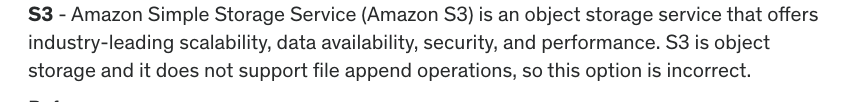 S3 - Amazon Simple Storage Service (Amazon S3) is an object storage service that offers
industry-leading scalability, data availability, security, and performance. S3 is object
storage and it does not support file append operations, so this option is incorrect.